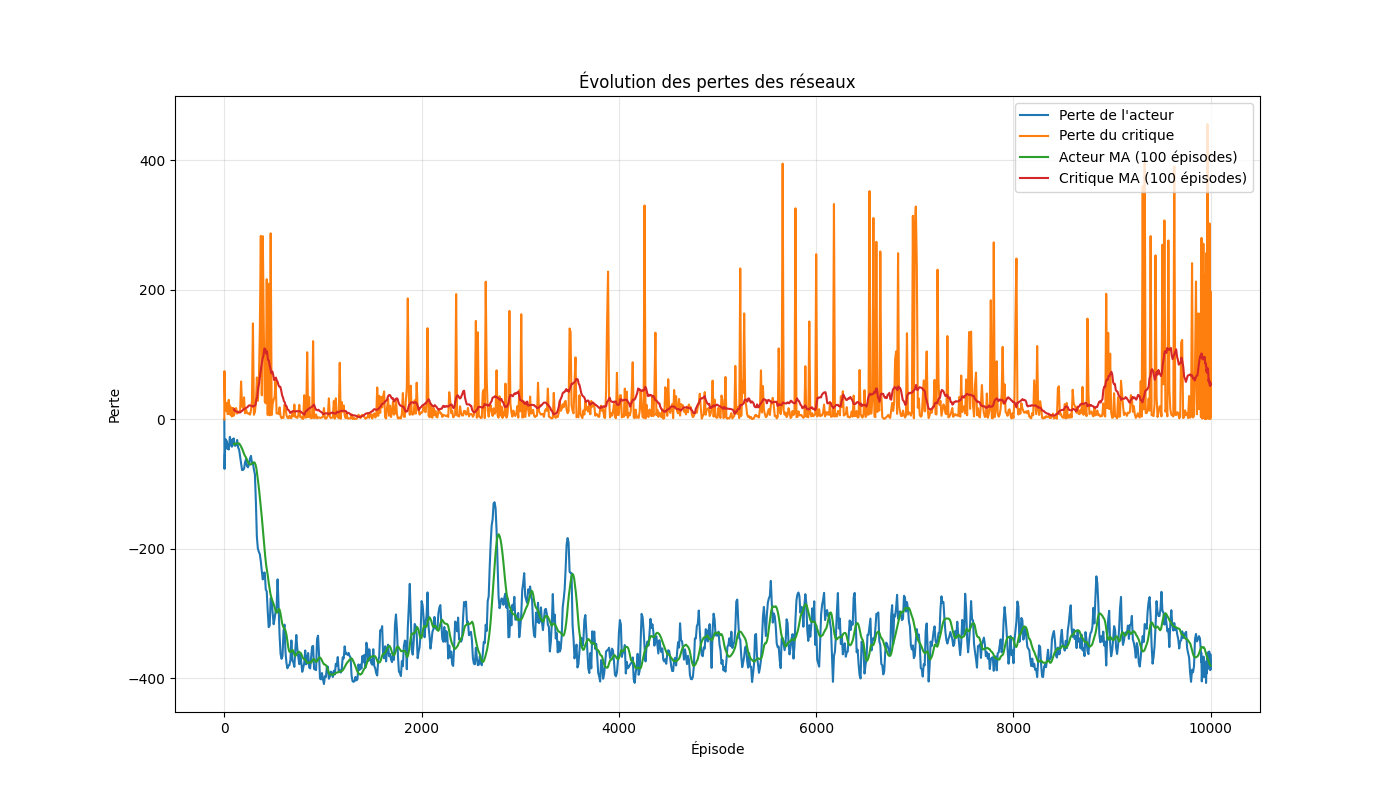 Évolution des pertes des réseaux
Perte de l'acteur
Perte du critique
Acteur MA (100 épisodes)
Critique MA (100 épisodes)
400
200
0
−200
−400
Perte
0
2000
4000
6000
8000
10000
Épisode